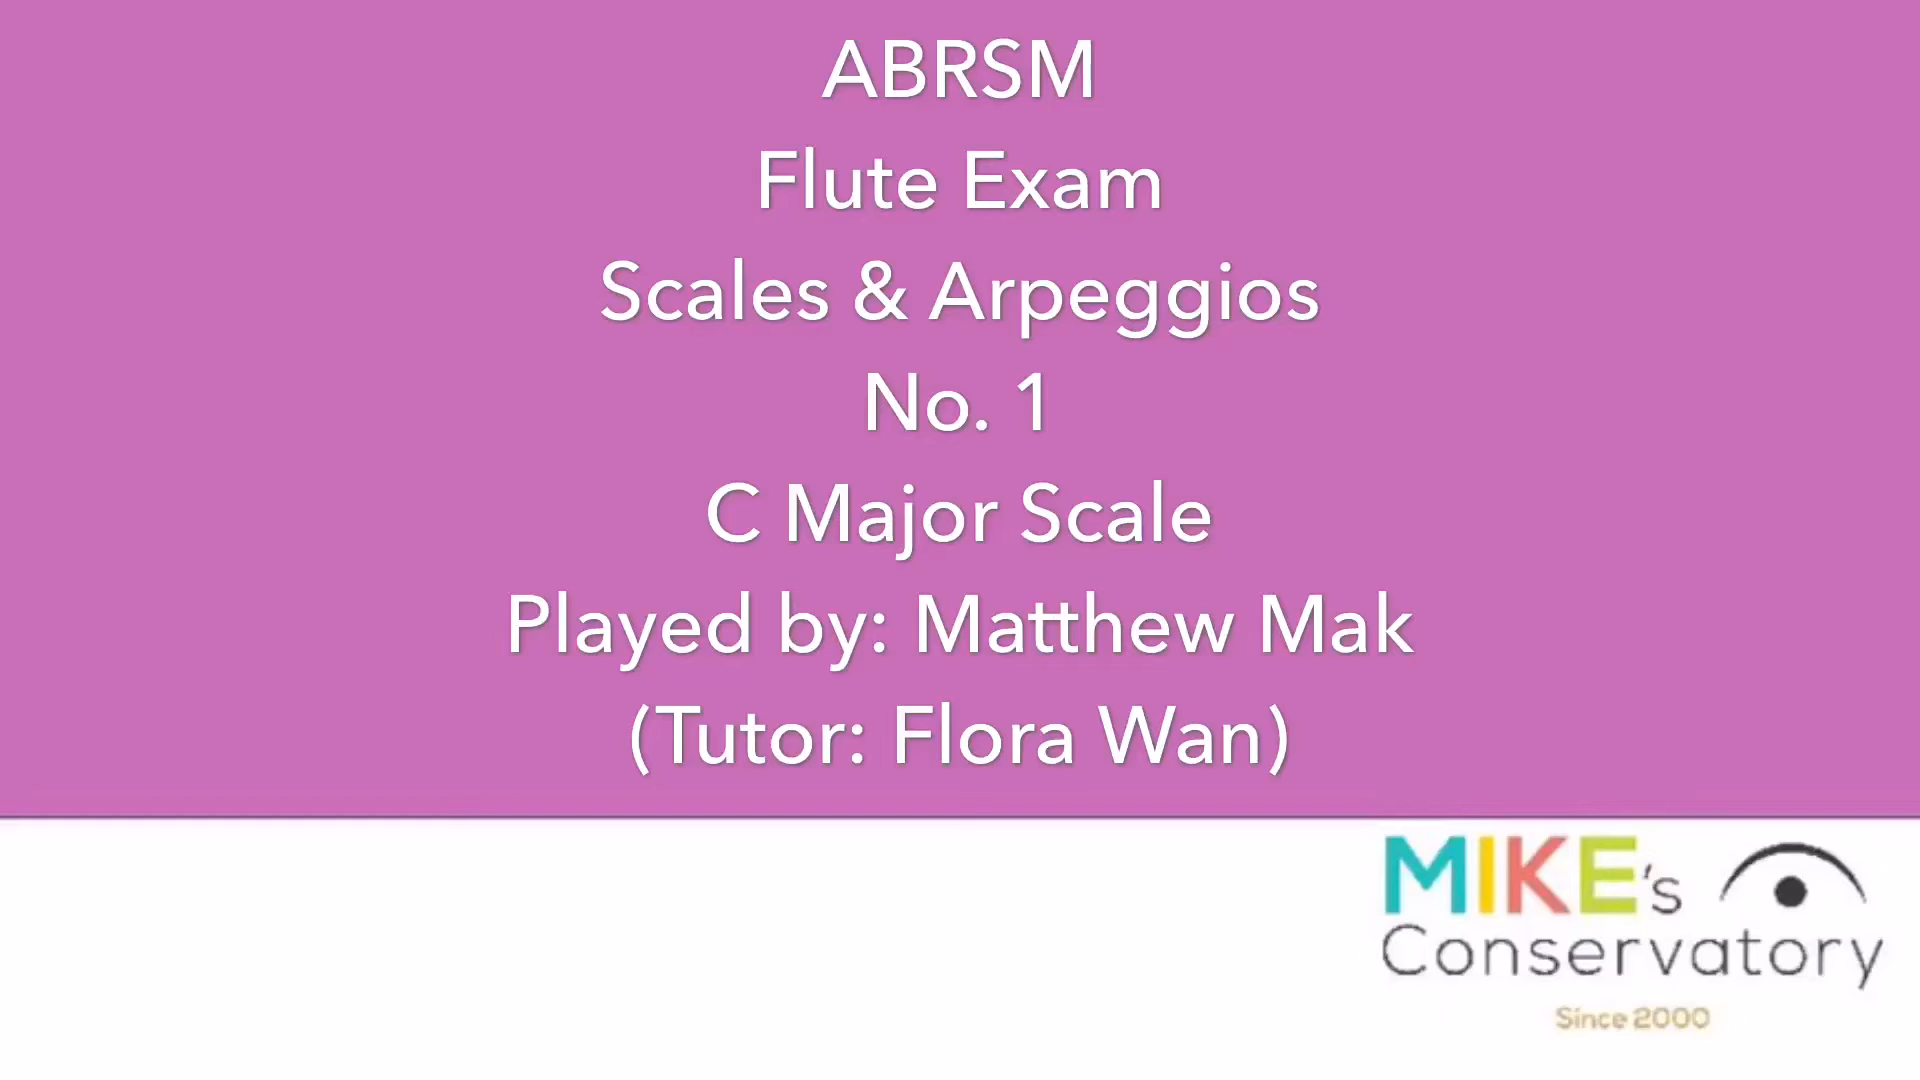 ABRSM
Flute Exam
Scales & Arpeggios
No. 1
C Major Scale
Played by: Matthew Mak
(Tutor: Flora Wan)
MIKE's
Conservatory
Since 2000